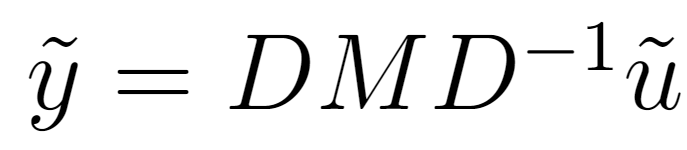 ỹ = DMD⁻¹ũ